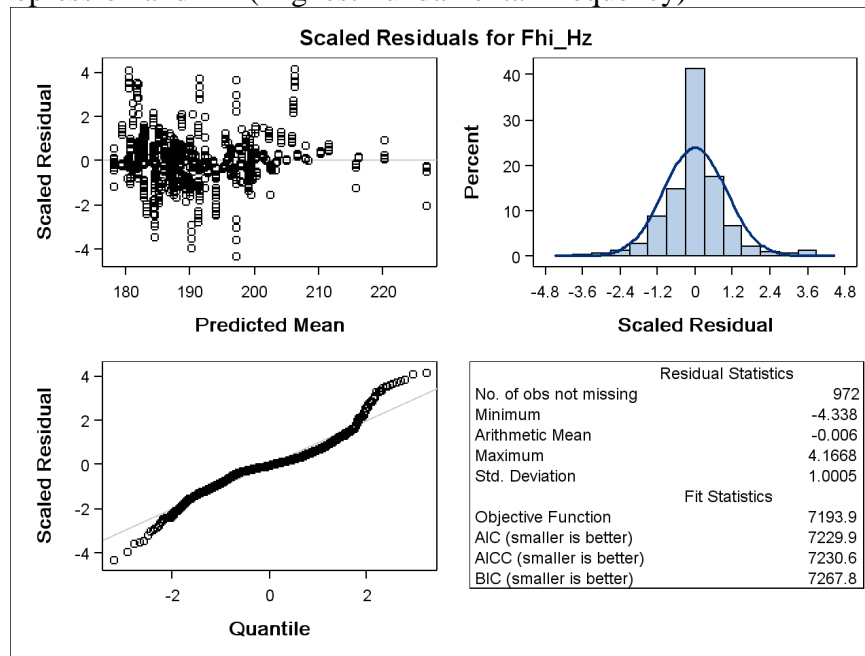 and (Highest Fundamental Frequency)
Scaled Residuals for Fhi_Hz
Scaled Residual
4
2
0
-2
-4
180 190 200 210 220
Predicted Mean
Percent
40
30
20
10
0
-4.8 -3.6 -2.4 -1.2 0 1.2 2.4 3.6 4.8
Scaled Residual
Scaled Residual
4
2
0
-2
-4
-2 0 2
Quantile
Residual Statistics
No. of obs not missing 972
Minimum -4.338
Arithmetic Mean -0.006
Maximum 4.1668
Std. Deviation 1.0005
Fit Statistics
Objective Function 7193.9
AIC (smaller is better) 7229.9
AICC (smaller is better) 7230.6
BIC (smaller is better) 7267.8